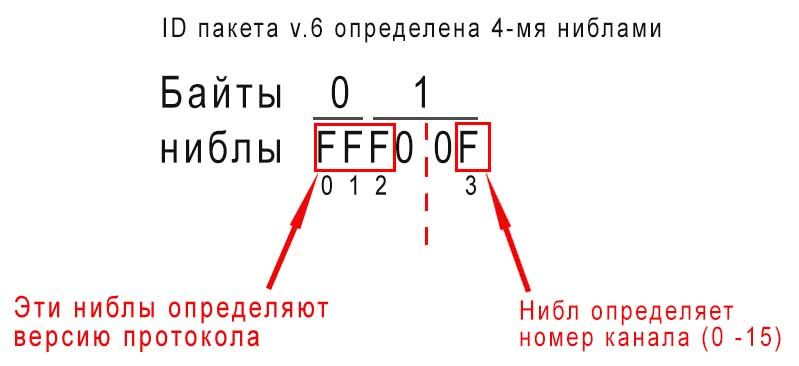 ID пакета v.6 определена 4-мя ниблами
Байты 0 1
ниблы FFF0 0F
0 1 2 3
Эти ниблы определяют
версию протокола
Нибл определяет
номер канала (0 -15)